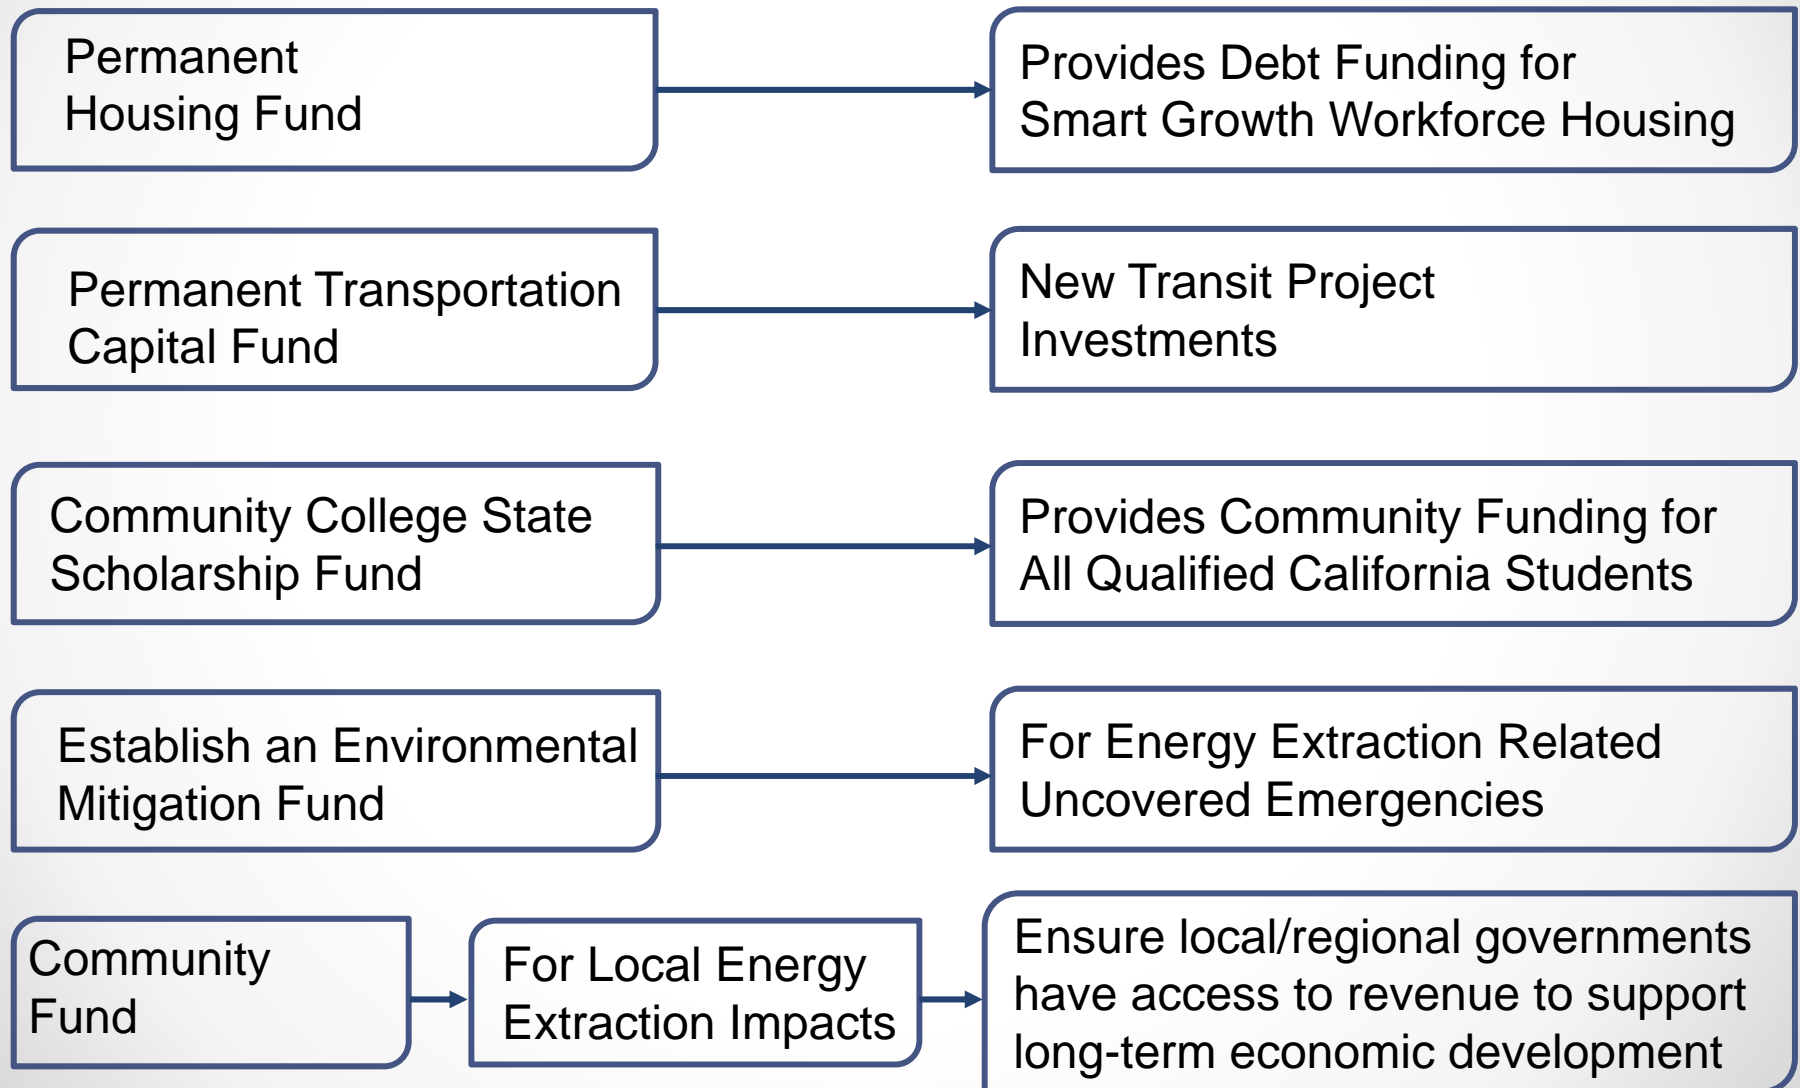 Permanent
Housing Fund
Provides Debt Funding for
Smart Growth Workforce Housing
Permanent Transportation
Capital Fund
New Transit Project
Investments
Community College State
Scholarship Fund
Provides Community Funding for
All Qualified California Students
Establish an Environmental
Mitigation Fund
For Energy Extraction Related
Uncovered Emergencies
Community
Fund
For Local Energy
Extraction Impacts
Ensure local/regional governments
have access to revenue to support
long-term economic development